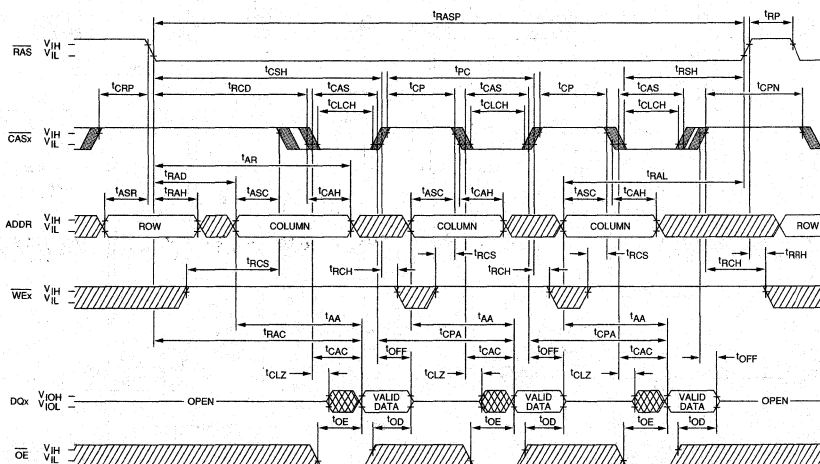 tRASP tRP
RAS VIH
VIL
tCSH tPC tRSH
tCRP tRCD tCAS tCP tCAS tCP tCAS tCPN
tCLCH tCLCH tCLCH
CASx VIH
VIL
tAR
tRAD tRAL
tASR tRAH tASC tCAH tASC tCAH tASC tCAH
ADDR VIH
VIL
ROW COLUMN COLUMN COLUMN ROW
tRCS tRCH tRCS tRCH tRCS tRCH tRRH
WEx VIH
VIL
tAA tAA tAA
tRAC tCPA tCPA
tCAC tOFF tCAC tOFF tCAC tOFF
tCLZ tCLZ tCLZ
DQx VIOH
VIOL
OPEN VALID DATA VALID DATA VALID DATA OPEN
tOE tOD tOE tOD tOE tOD
OE VIH
VIL